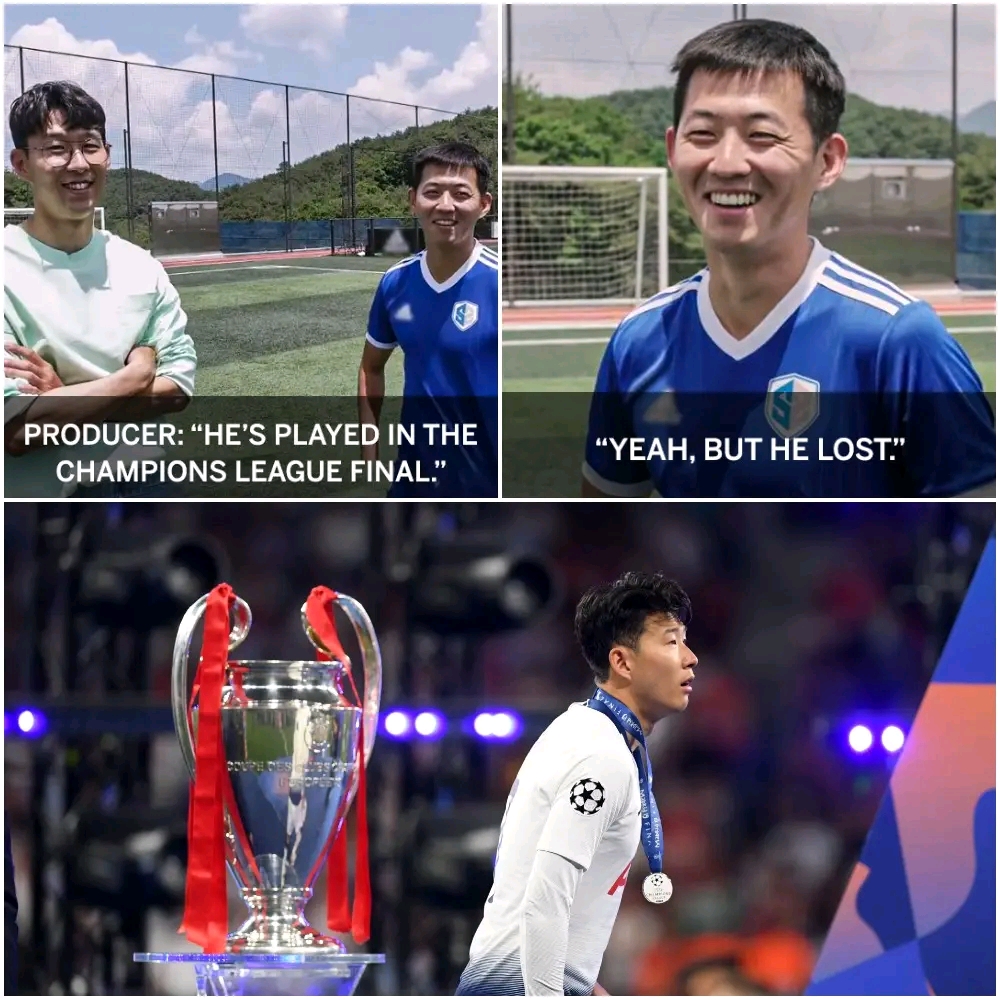 PRODUCER: “HE’S PLAYED IN THE
CHAMPIONS LEAGUE FINAL.”
“YEAH, BUT HE LOST.”